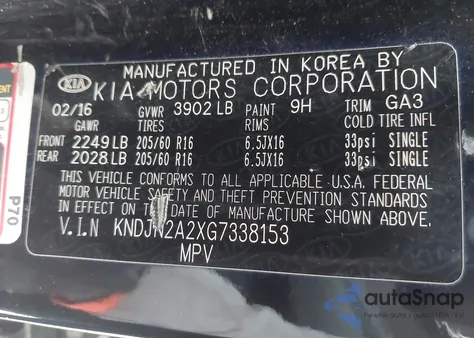 MANUFACTURED IN KOREA BY
KIA KIA MOTORS CORPORATION
02/16 GVWR 3902 LB PAINT 9H TRIM GA3
GAWR TIRES RIMS COLD TIRE INFL
FRONT 2249 LB 205/60 R16 6.5JX16 33psi SINGLE
REAR 2028 LB 205/60 R16 6.5JX16 33psi SINGLE
THIS VEHICLE CONFORMS TO ALL APPLICABLE U.S.A. FEDERAL
MOTOR VEHICLE SAFETY AND THEFT PREVENTION STANDARDS
IN EFFECT ON THE DATE OF MANUFACTURE SHOWN ABOVE.
V.I.N KNDJN2A2XG7338153
MPV
P70
autoSnap